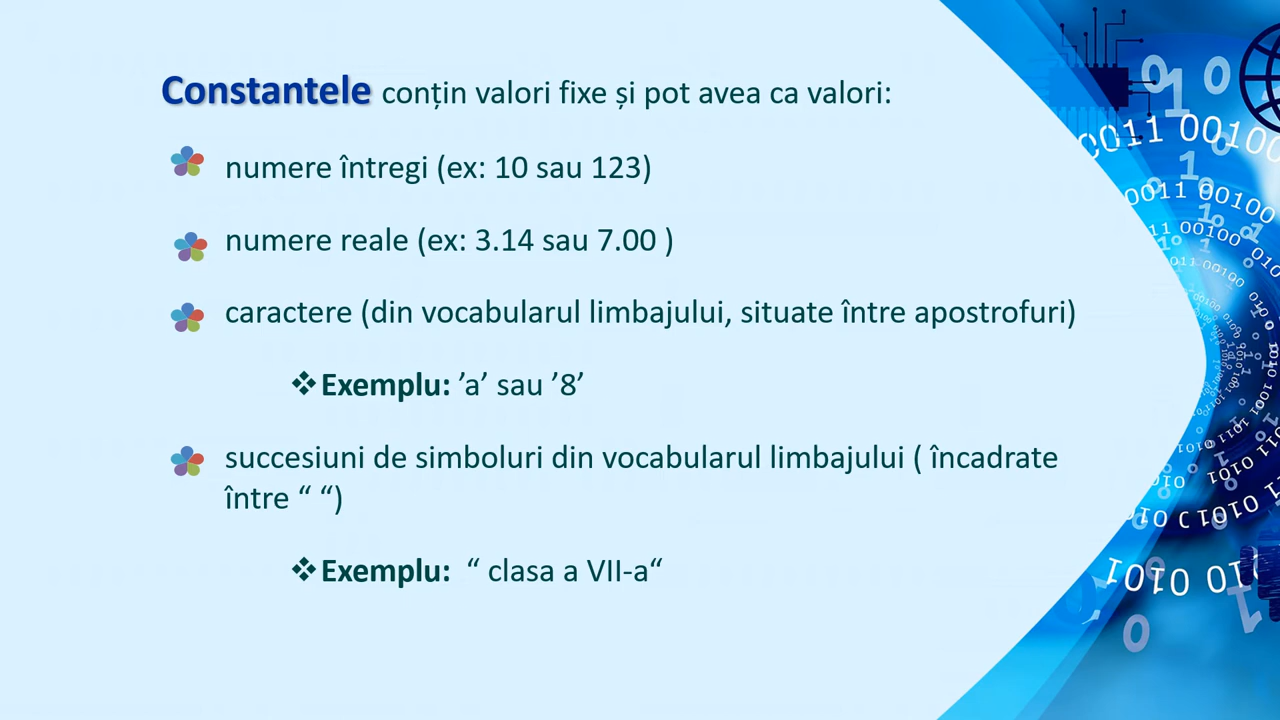 Constantele conțin valori fixe și pot avea ca valori:
numere întregi (ex: 10 sau 123)
numere reale (ex: 3.14 sau 7.00 )
caractere (din vocabularul limbajului, situate între apostrofuri)
❖Exemplu: ’a’ sau ’8’
succesiuni de simboluri din vocabularul limbajului ( încadrate
între “ “)
❖Exemplu: “ clasa a VII-a“